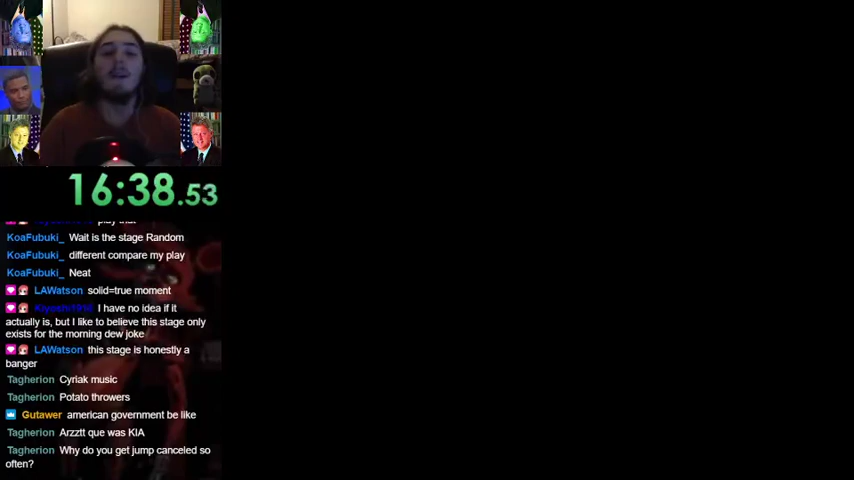 16:38.53
play that
KoaFubuki_ Wait is the stage Random
KoaFubuki_ different compare my play
KoaFubuki_ Neat
LAWatson solid=true moment
I have no idea if it
actually is, but I like to believe this stage only
exists for the morning dew joke
LAWatson this stage is honestly a
banger
Tagherion Cyriak music
Tagherion Potato throwers
Gutawer american government be like
Tagherion Arzztt que was KIA
Tagherion Why do you get jump canceled so
often?